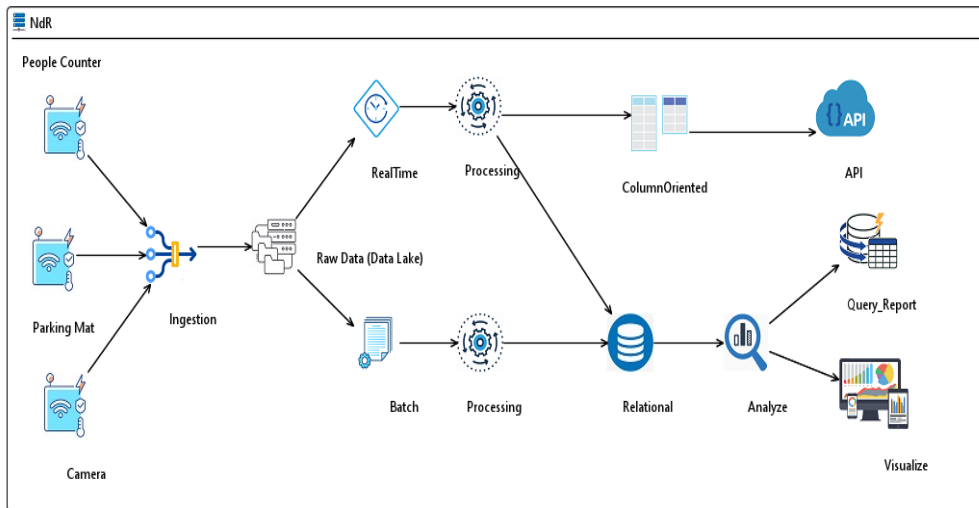 NdR
People Counter
RealTime
Processing
ColumnOriented
{} API
API
Parking Mat
Ingestion
Raw Data (Data Lake)
Query_Report
Batch
Processing
Relational
Analyze
Camera
Visualize